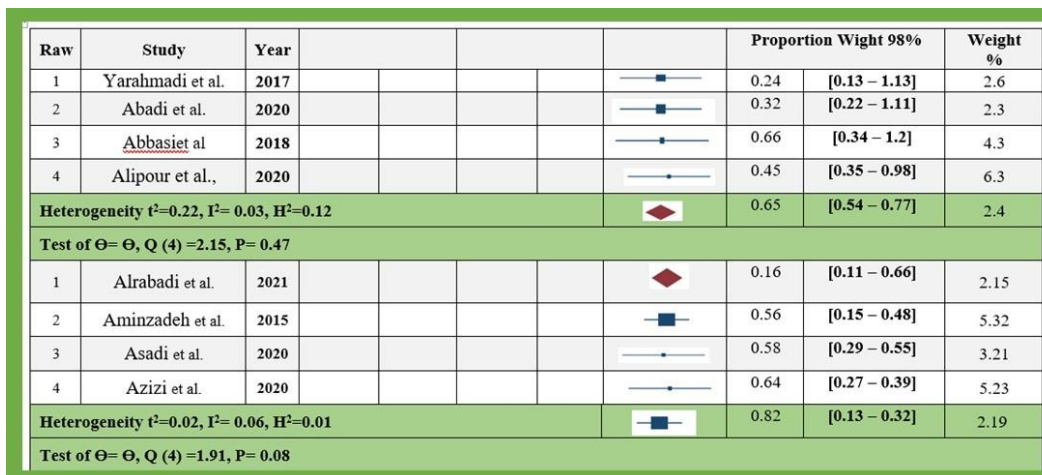 Raw Study Year Proportion Wight 98% Weight %
1 Yarahmadi et al. 2017 0.24 [0.13 – 1.13] 2.6
2 Abadi et al. 2020 0.32 [0.22 – 1.11] 2.3
3 Abbasiet al 2018 0.66 [0.34 – 1.2] 4.3
4 Alipour et al., 2020 0.45 [0.35 – 0.98] 6.3
Heterogeneity t²=0.22, I²= 0.03, H²=0.12 0.65 [0.54 – 0.77] 2.4
Test of Ɵ= Ɵ, Q (4) =2.15, P= 0.47
1 Alrabadi et al. 2021 0.16 [0.11 – 0.66] 2.15
2 Aminzadeh et al. 2015 0.56 [0.15 – 0.48] 5.32
3 Asadi et al. 2020 0.58 [0.29 – 0.55] 3.21
4 Azizi et al. 2020 0.64 [0.27 – 0.39] 5.23
Heterogeneity t²=0.02, I²= 0.06, H²=0.01 0.82 [0.13 – 0.32] 2.19
Test of Ɵ= Ɵ, Q (4) =1.91, P= 0.08